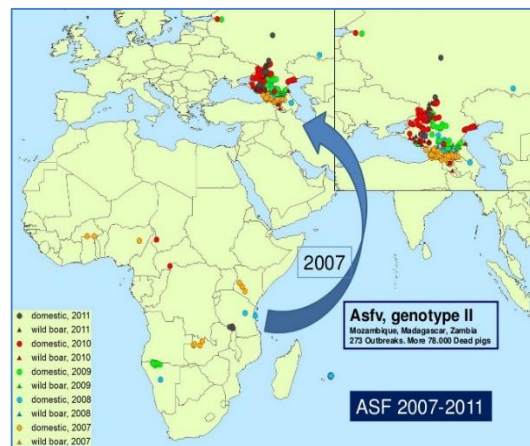 2007
Asfv, genotype II
Mozambique, Madagascar, Zambia
273 Outbreaks. More 78.000 Dead pigs
ASF 2007-2011
domestic, 2011
wild boar, 2011
domestic, 2010
wild boar, 2010
domestic, 2009
wild boar, 2009
domestic, 2008
wild boar, 2008
domestic, 2007
wild boar, 2007